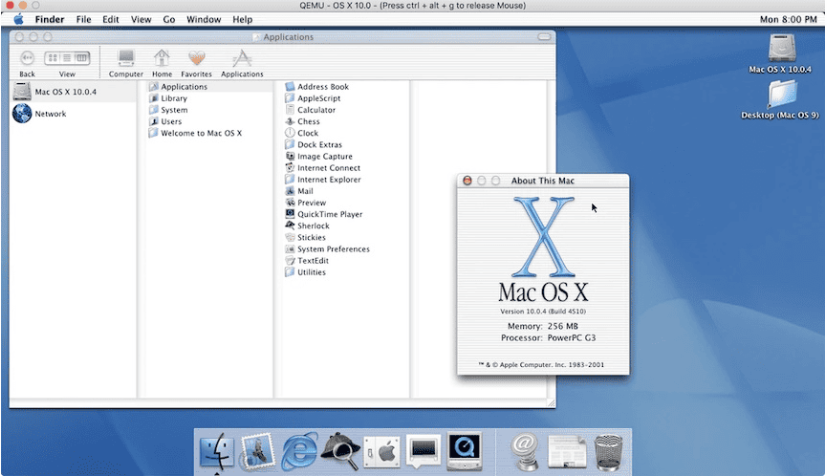 QEMU - OS X 10.0 - (Press ctrl + alt + g to release Mouse)
Finder File Edit View Go Window Help
Mon 8:00 PM
Applications
Back View Computer Home Favorites Applications
Mac OS X 10.0.4
Network
Applications
Library
System
Users
Welcome to Mac OS X
Address Book
AppleScript
Calculator
Chess
Clock
Dock Extras
Image Capture
Internet Connect
Internet Explorer
Mail
Preview
QuickTime Player
Sherlock
Stickies
System Preferences
TextEdit
Utilities
Mac OS X 10.0.4
Desktop (Mac OS 9)
About This Mac
X
Mac OS X
Version 10.0.4 (Build 4S10)
Memory: 256 MB
Processor: PowerPC G3
™ & © Apple Computer, Inc. 1983-2001